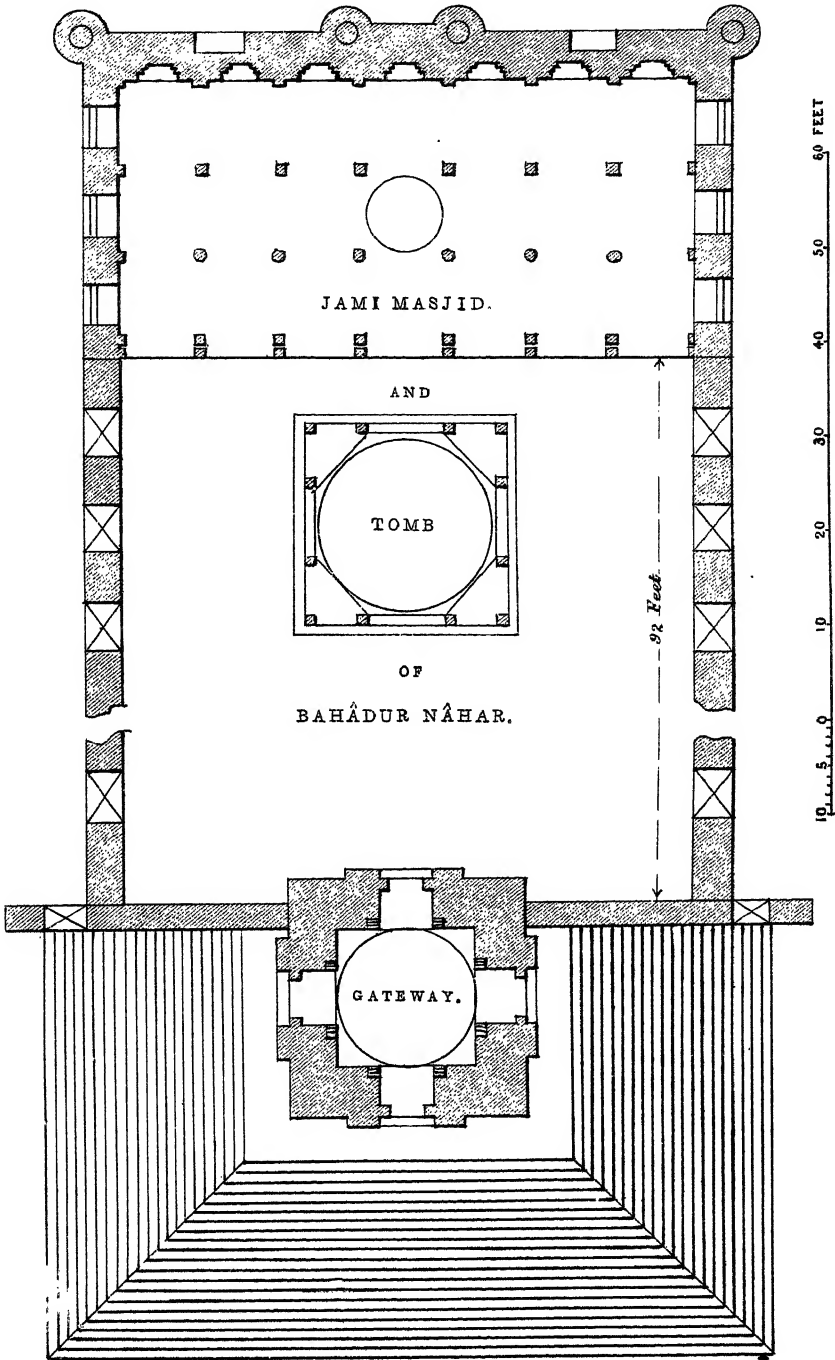 JAMI MASJID.
AND
TOMB
OF
BAHÂDUR NÂHAR.
92 Feet
GATEWAY.
10 5 0 10 20 30 40 50 60 FEET